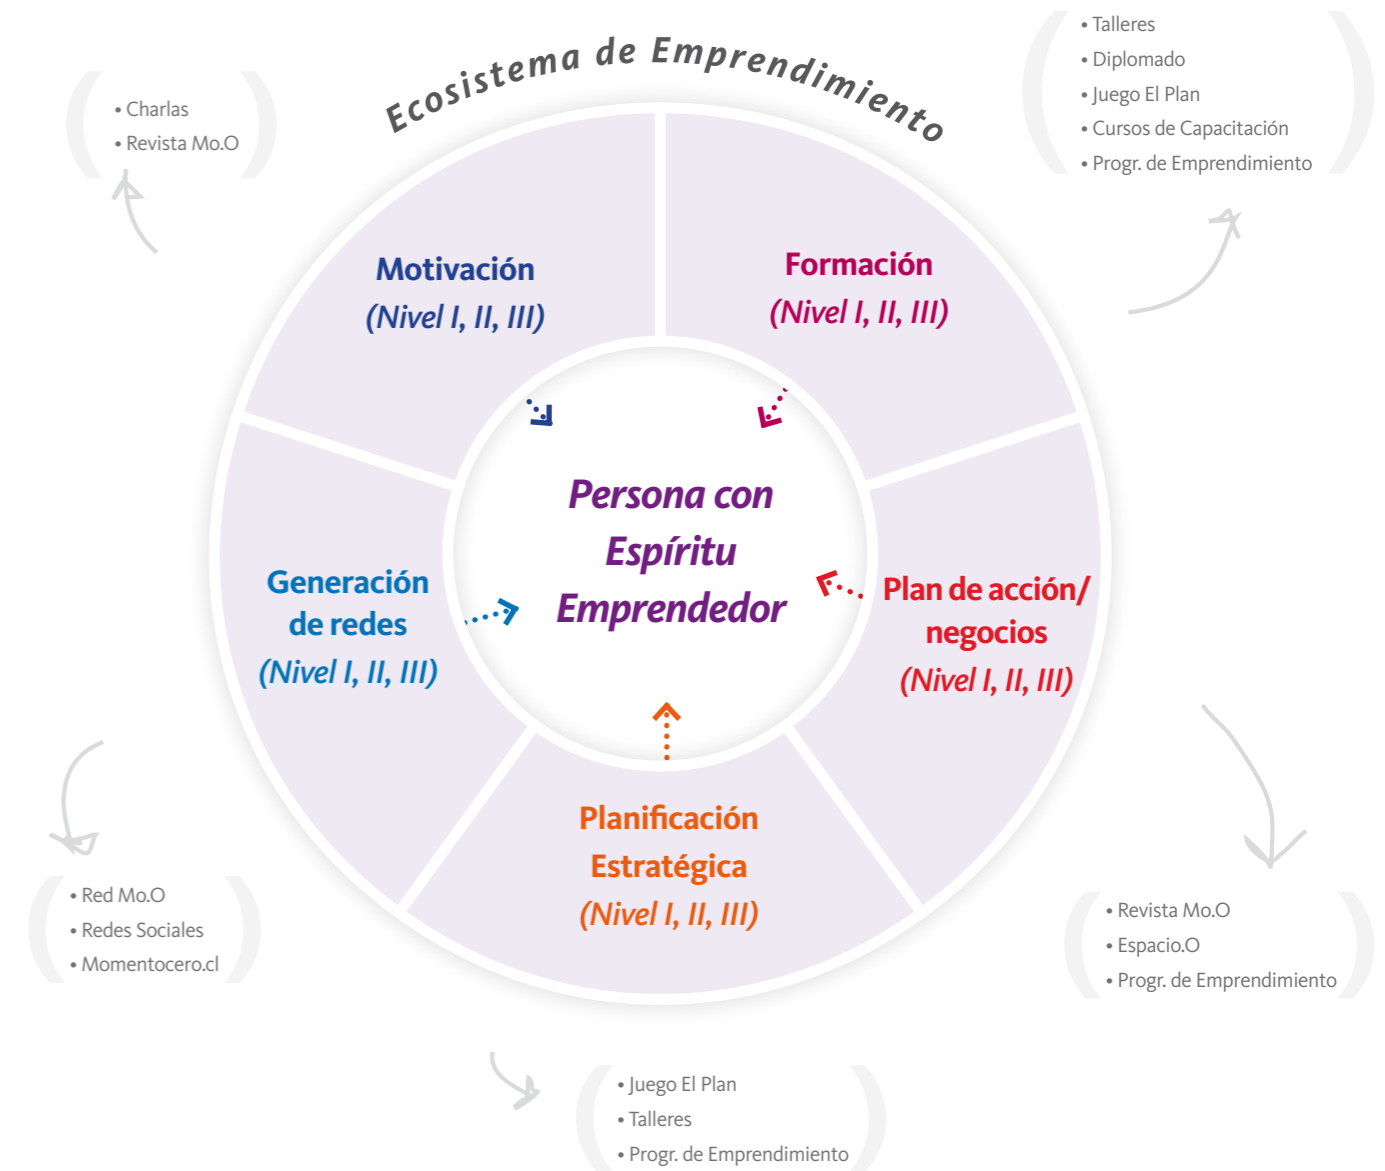 Ecosistema de Emprendimiento
• Charlas
• Revista Mo.O
• Talleres
• Diplomado
• Juego El Plan
• Cursos de Capacitación
• Progr. de Emprendimiento
Motivación
(Nivel I, II, III)
Formación
(Nivel I, II, III)
Persona con
Espíritu
Emprendedor
Generación
de redes
(Nivel I, II, III)
Plan de acción/
negocios
(Nivel I, II, III)
Planificación
Estratégica
(Nivel I, II, III)
• Red Mo.O
• Redes Sociales
• Momentocero.cl
• Revista Mo.O
• Espacio.O
• Progr. de Emprendimiento
• Juego El Plan
• Talleres
• Progr. de Emprendimiento